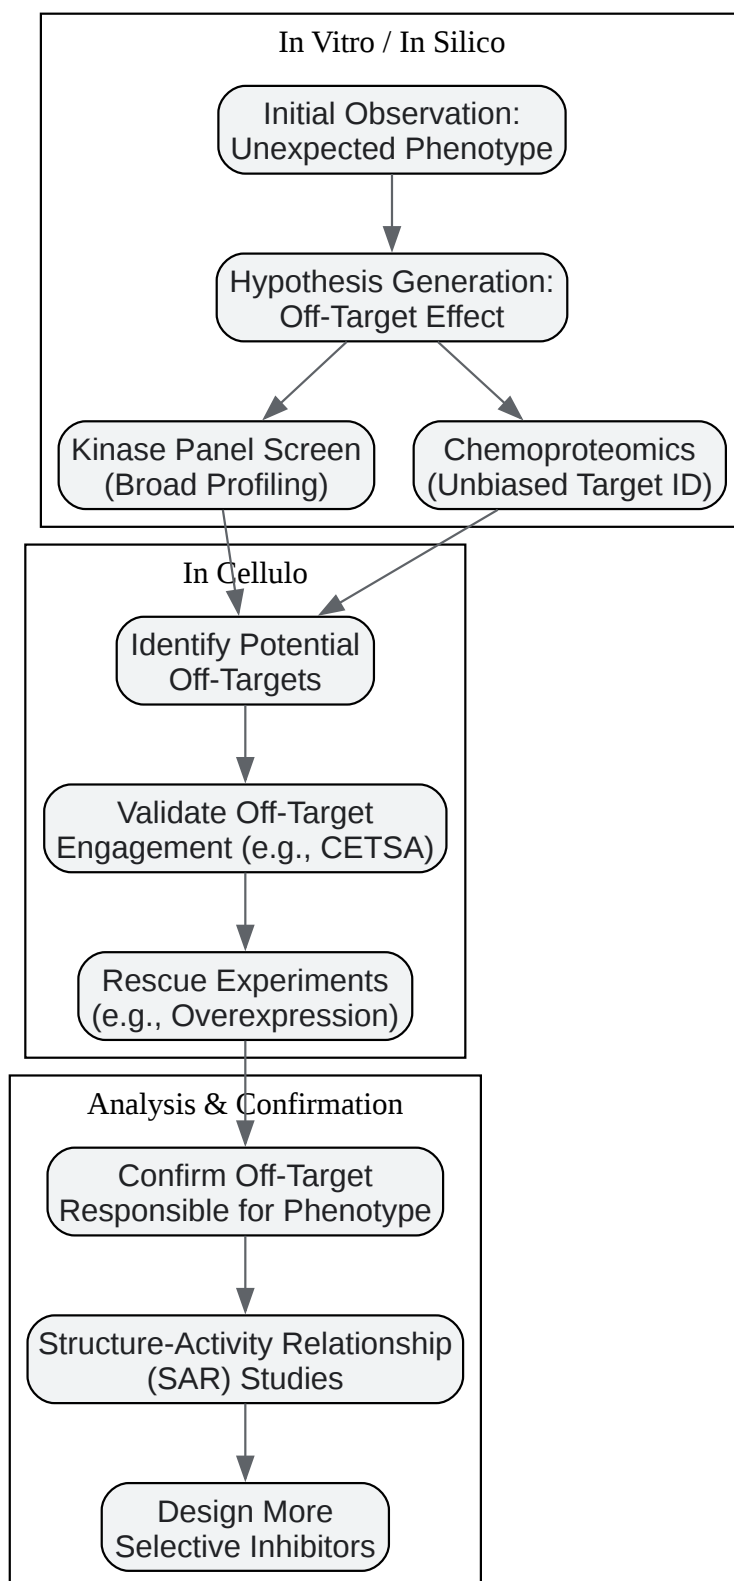 In Vitro / In Silico
Initial Observation:
Unexpected Phenotype
Hypothesis Generation:
Off-Target Effect
Kinase Panel Screen
(Broad Profiling)
Chemoproteomics
(Unbiased Target ID)
In Cellulo
Identify Potential
Off-Targets
Validate Off-Target
Engagement (e.g., CETSA)
Rescue Experiments
(e.g., Overexpression)
Analysis & Confirmation
Confirm Off-Target
Responsible for Phenotype
Structure-Activity Relationship
(SAR) Studies
Design More
Selective Inhibitors